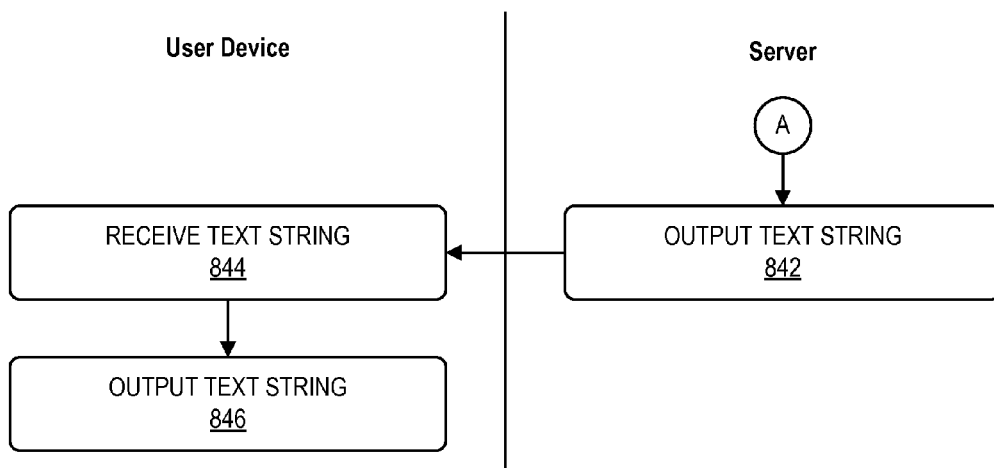 User Device
Server
A
RECEIVE TEXT STRING
844
OUTPUT TEXT STRING
842
OUTPUT TEXT STRING
846